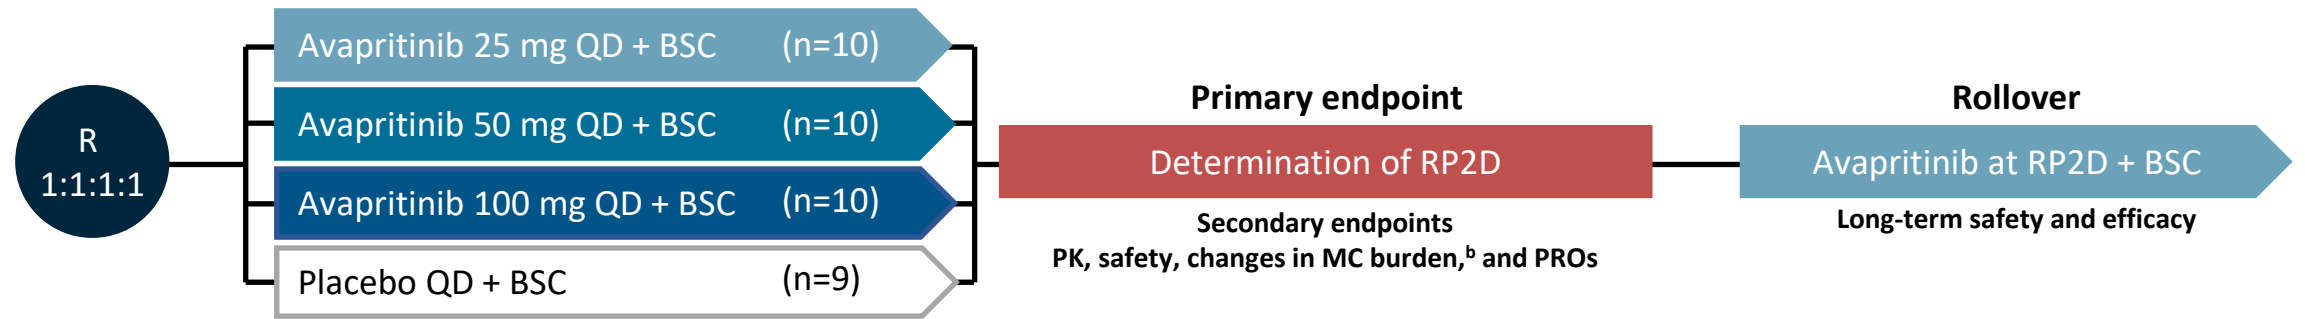 R
1:1:1:1
Avapritinib 25 mg QD + BSC (n=10)
Avapritinib 50 mg QD + BSC (n=10)
Avapritinib 100 mg QD + BSC (n=10)
Placebo QD + BSC (n=9)
Primary endpoint
Determination of RP2D
Secondary endpoints
PK, safety, changes in MC burden,ᵇ and PROs
Rollover
Avapritinib at RP2D + BSC
Long-term safety and efficacy